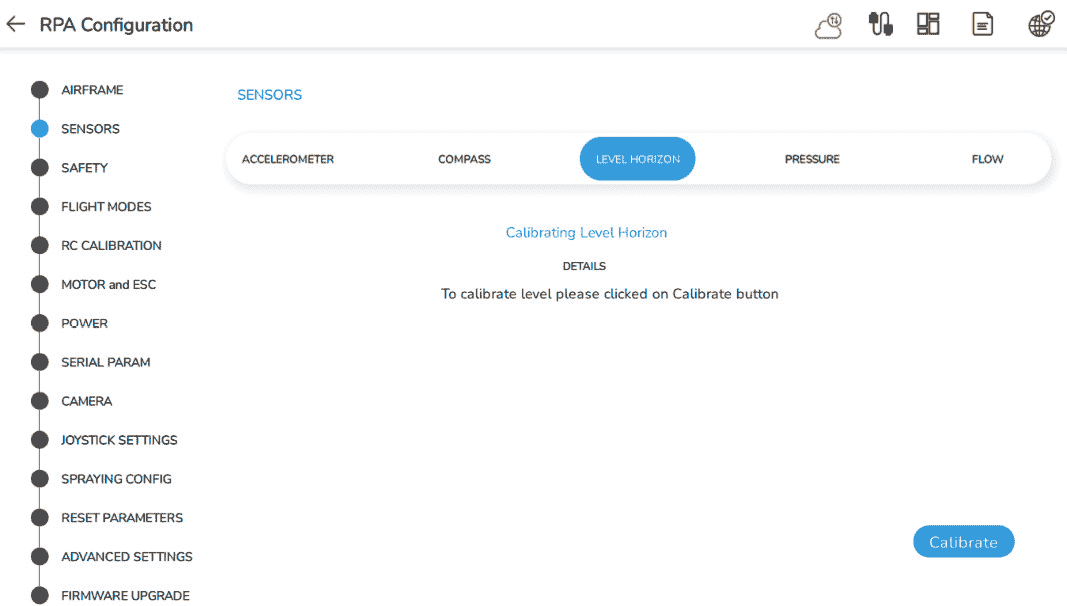 RPA Configuration
AIRFRAME
SENSORS
SAFETY
FLIGHT MODES
RC CALIBRATION
MOTOR and ESC
POWER
SERIAL PARAM
CAMERA
JOYSTICK SETTINGS
SPRAYING CONFIG
RESET PARAMETERS
ADVANCED SETTINGS
FIRMWARE UPGRADE
SENSORS
ACCELEROMETER COMPASS LEVEL HORIZON PRESSURE FLOW
Calibrating Level Horizon
DETAILS
To calibrate level please clicked on Calibrate button
Calibrate